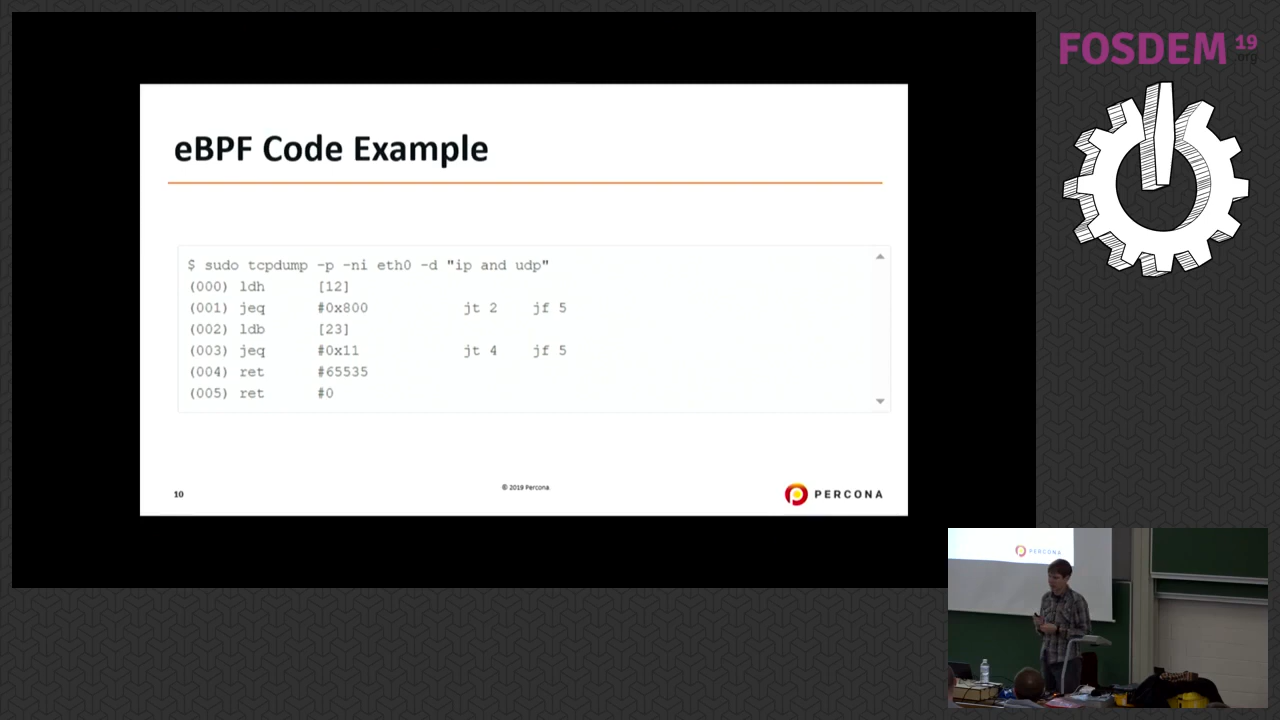 FOSDEM 19
.org
eBPF Code Example
$ sudo tcpdump -p -ni eth0 -d "ip and udp"
(000) ldh [12]
(001) jeq #0x800 jt 2 jf 5
(002) ldb [23]
(003) jeq #0x11 jt 4 jf 5
(004) ret #65535
(005) ret #0
10
© 2019 Percona
PERCONA
PERCONA